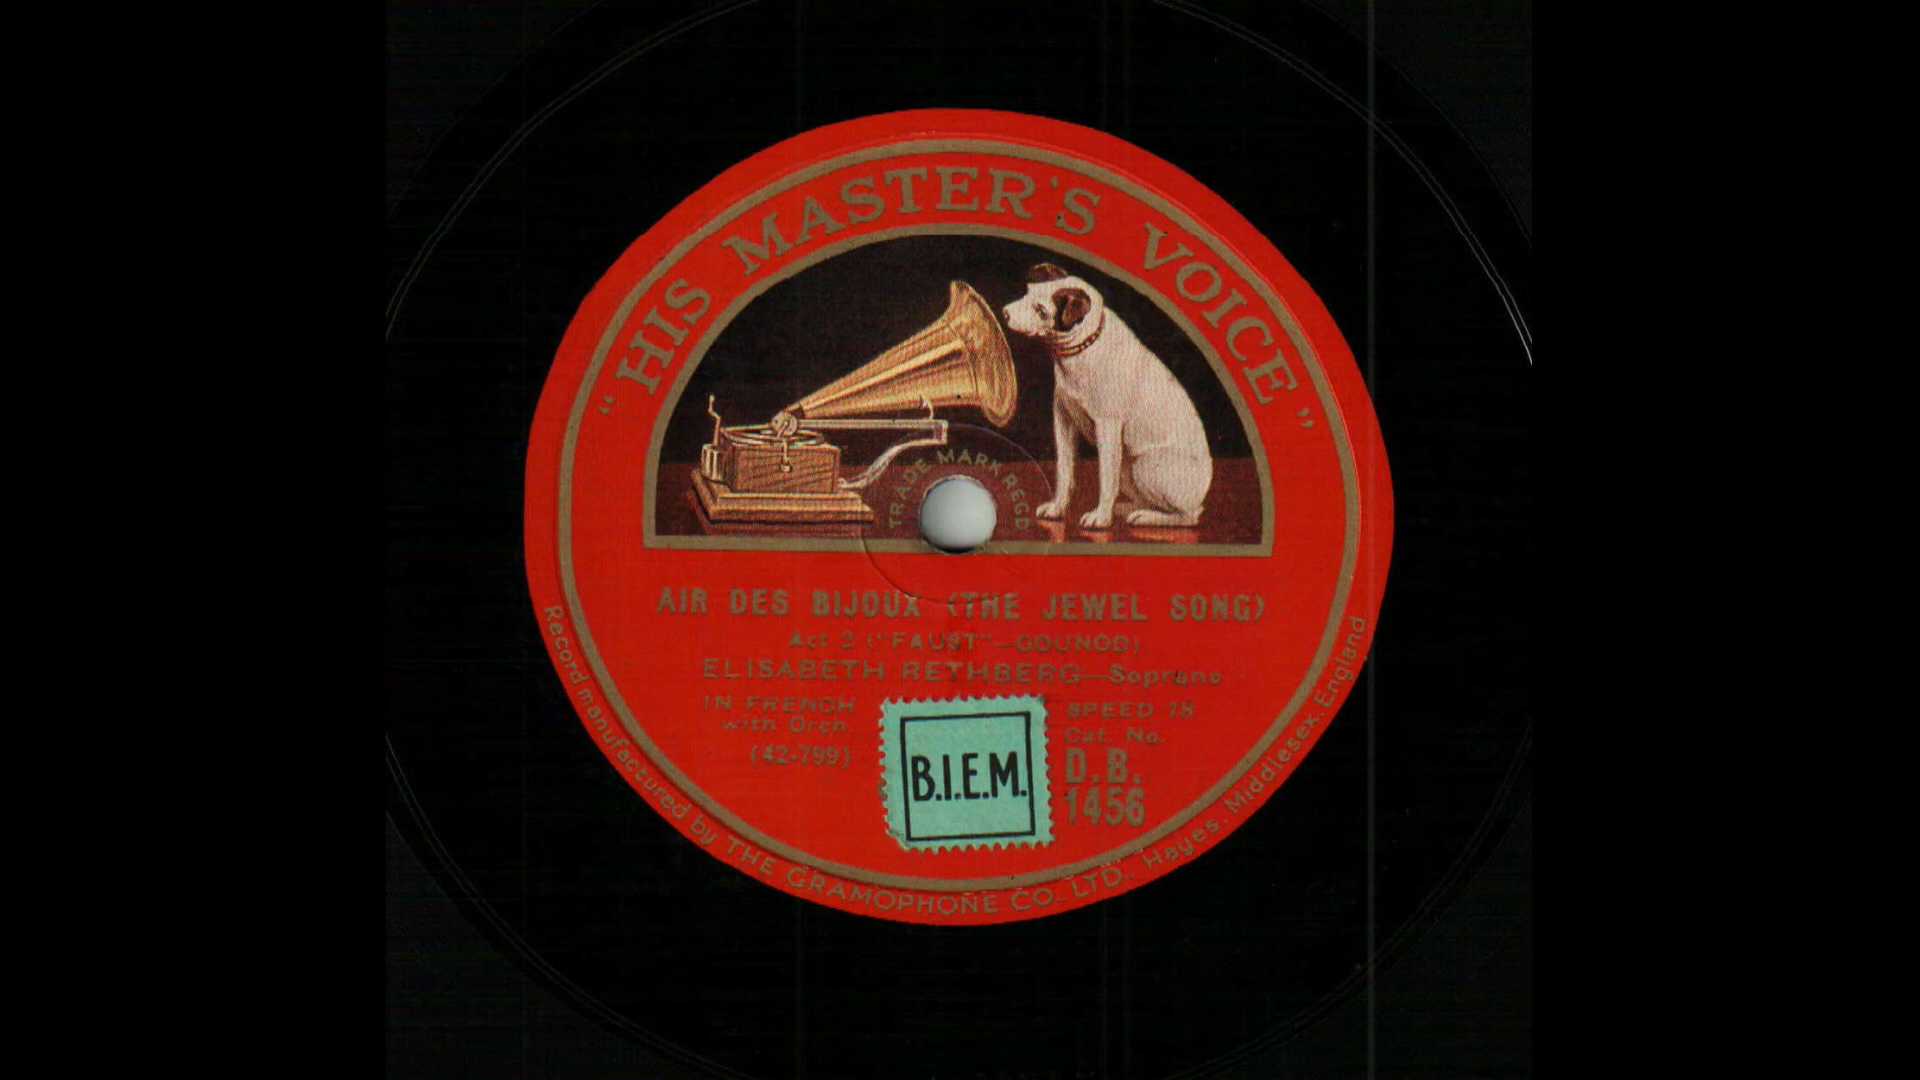 "HIS MASTER'S VOICE"
TRADE MARK REGD
AIR DES BIJOUX (THE JEWEL SONG)
Act 2 ("FAUST"—GOUNOD)
ELISABETH RETHBERG—Soprano
IN FRENCH
with Orch
(42-799)
B.I.E.M.
SPEED 78
Cat. No.
D.B.
1456
Record manufactured by THE GRAMOPHONE CO., LTD., Hayes, Middlesex, England